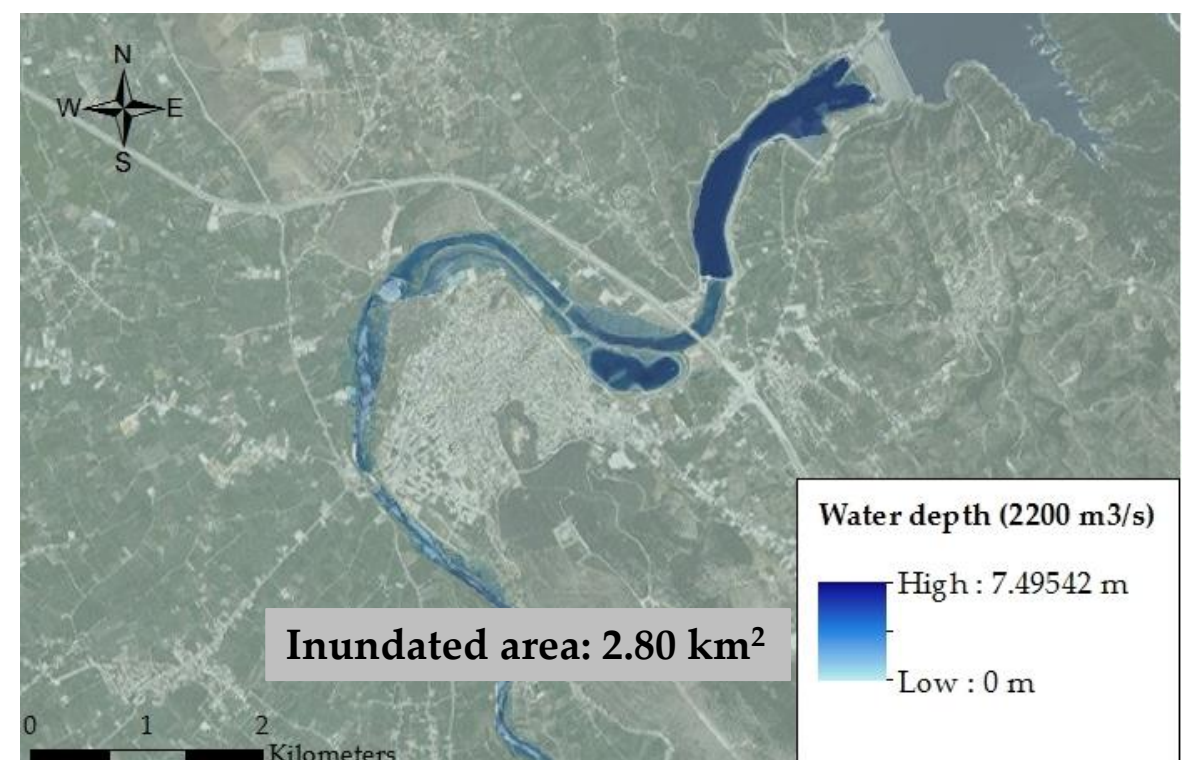 N
W E
S
Water depth (2200 m3/s)
High : 7.49542 m
Low : 0 m
Inundated area: 2.80 km²
0 1 2
Kilometers